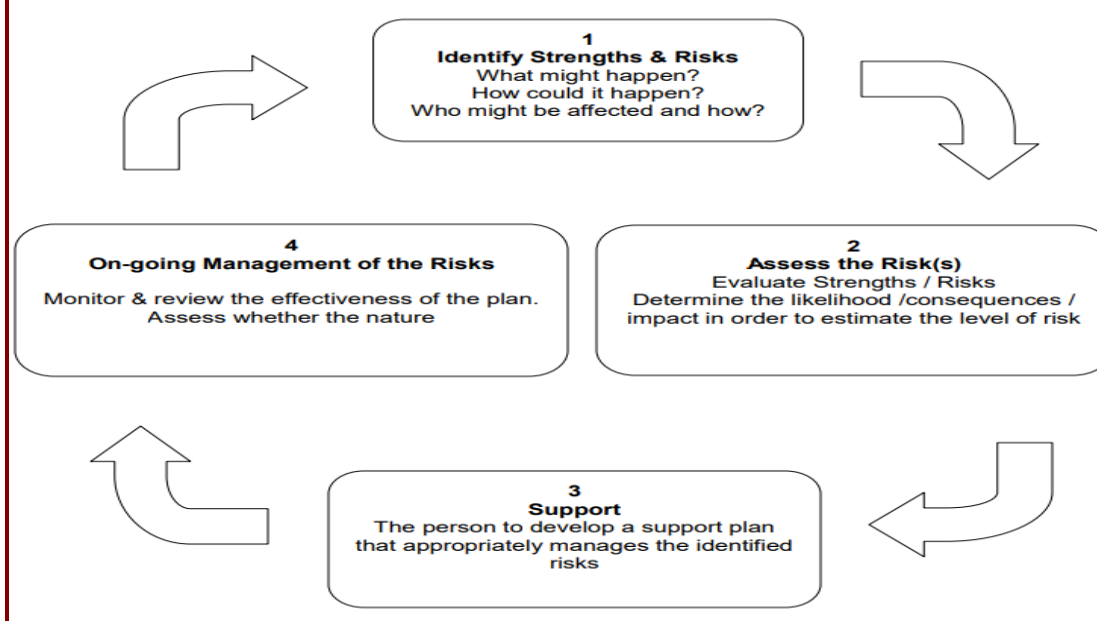 1
Identify Strengths & Risks
What might happen?
How could it happen?
Who might be affected and how?
2
Assess the Risk(s)
Evaluate Strengths / Risks
Determine the likelihood /consequences /
impact in order to estimate the level of risk
3
Support
The person to develop a support plan
that appropriately manages the identified
risks
4
On-going Management of the Risks
Monitor & review the effectiveness of the plan.
Assess whether the nature